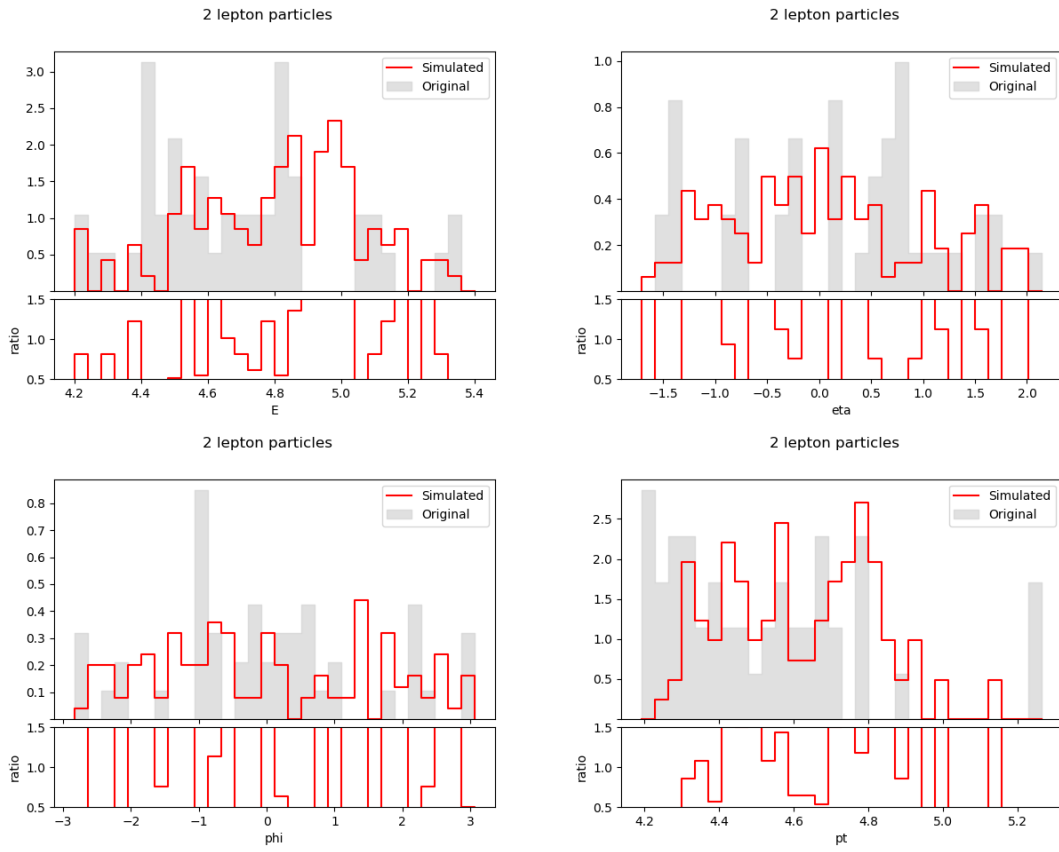 2 lepton particles
2 lepton particles
3.0
2.5
2.0
1.5
1.0
0.5
Simulated
Original
1.0
0.8
0.6
0.4
0.2
Simulated
Original
1.5
1.0
0.5
ratio
4.2 4.4 4.6 4.8 5.0 5.2 5.4
E
1.5
1.0
0.5
ratio
−1.5 −1.0 −0.5 0.0 0.5 1.0 1.5 2.0
eta
2 lepton particles
2 lepton particles
0.8
0.7
0.6
0.5
0.4
0.3
0.2
0.1
Simulated
Original
2.5
2.0
1.5
1.0
0.5
Simulated
Original
1.5
1.0
0.5
ratio
−3 −2 −1 0 1 2 3
phi
1.5
1.0
0.5
ratio
4.2 4.4 4.6 4.8 5.0 5.2
pt